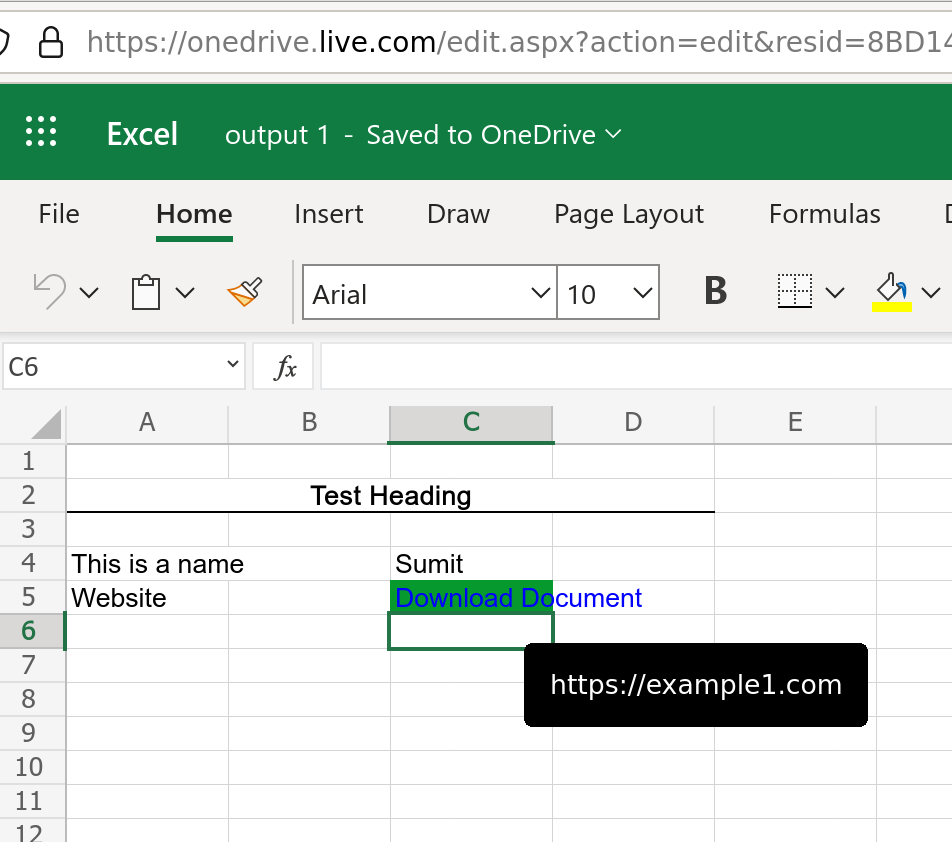 https://onedrive.live.com/edit.aspx?action=edit&resid=8BD14
Excel output 1 - Saved to OneDrive
File Home Insert Draw Page Layout Formulas
Arial 10 B
C6 fx
A B C D E
1
2 Test Heading
3
4 This is a name Sumit
5 Website Download Document
6
7 https://example1.com
8
9
10
11
12